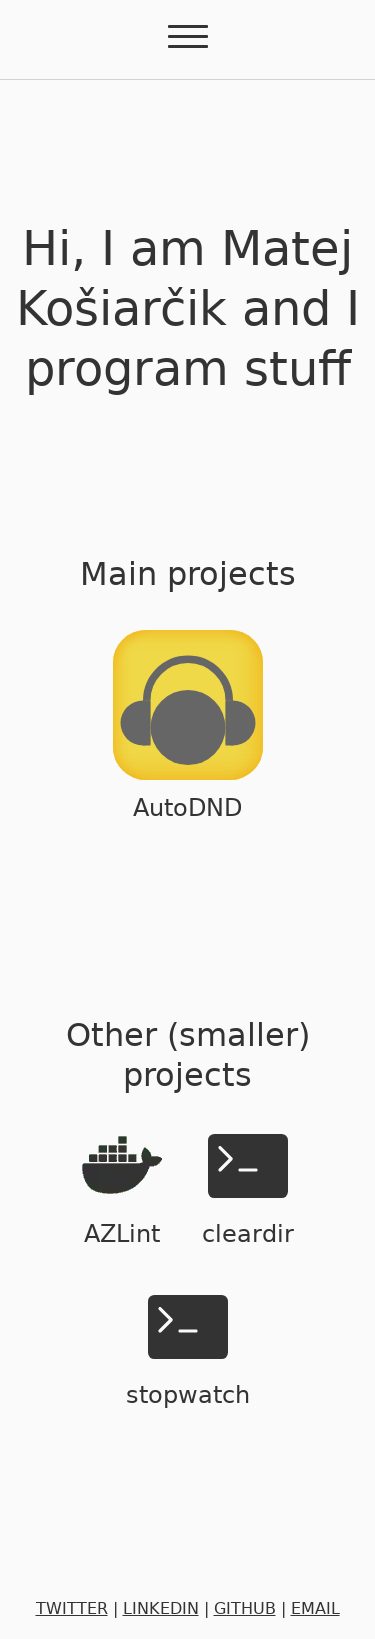 Hi, I am Matej
Košiarčik and I
program stuff
Main projects
AutoDND
Other (smaller)
projects
AZLint
cleardir
stopwatch
TWITTER | LINKEDIN | GITHUB | EMAIL